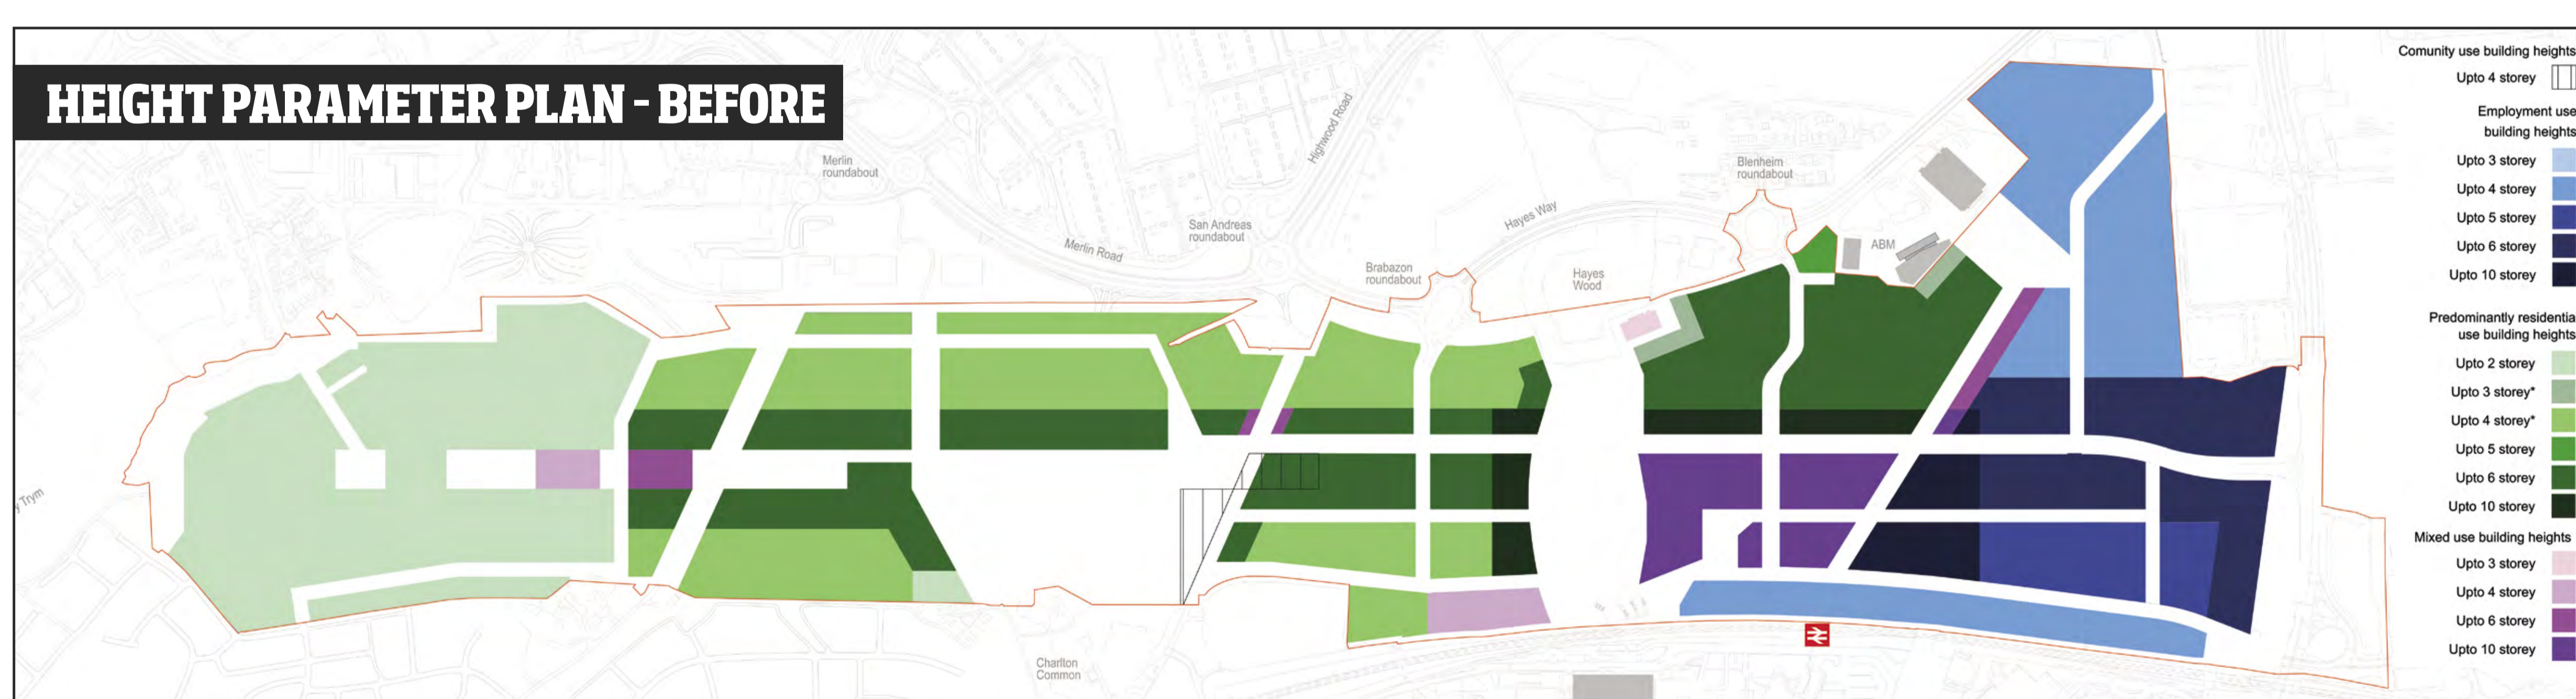 HEIGHT PARAMETER PLAN - BEFORE
Merlin
roundabout
Highwood Road
San Andreas
roundabout
Merlin Road
Hayes Way
Brabazon
roundabout
Hayes
Wood
Blenheim
roundabout
ABM
Trym
Charlton
Common
Comunity use building heights
Upto 4 storey
Employment use
building heights
Upto 3 storey
Upto 4 storey
Upto 5 storey
Upto 6 storey
Upto 10 storey
Predominantly residentia
use building heights
Upto 2 storey
Upto 3 storey*
Upto 4 storey*
Upto 5 storey
Upto 6 storey
Upto 10 storey
Mixed use building heights
Upto 3 storey
Upto 4 storey
Upto 6 storey
Upto 10 storey